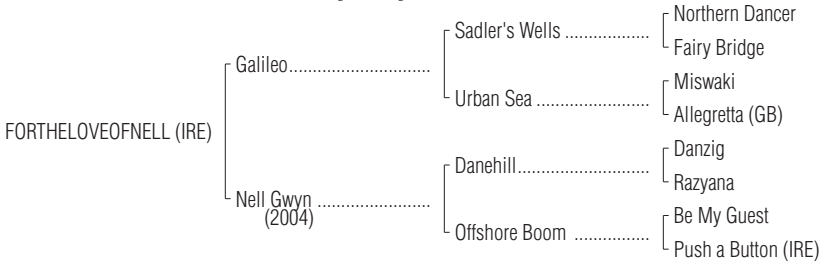 Northern Dancer
Sadler's Wells ..................
Fairy Bridge
Galileo..............................
Miswaki
Urban Sea ........................
Allegretta (GB)
FORTHELOVEOFNELL (IRE)
Danzig
Danehill............................
Razyana
Nell Gwyn ........................
(2004)
Be My Guest
Offshore Boom ................
Push a Button (IRE)